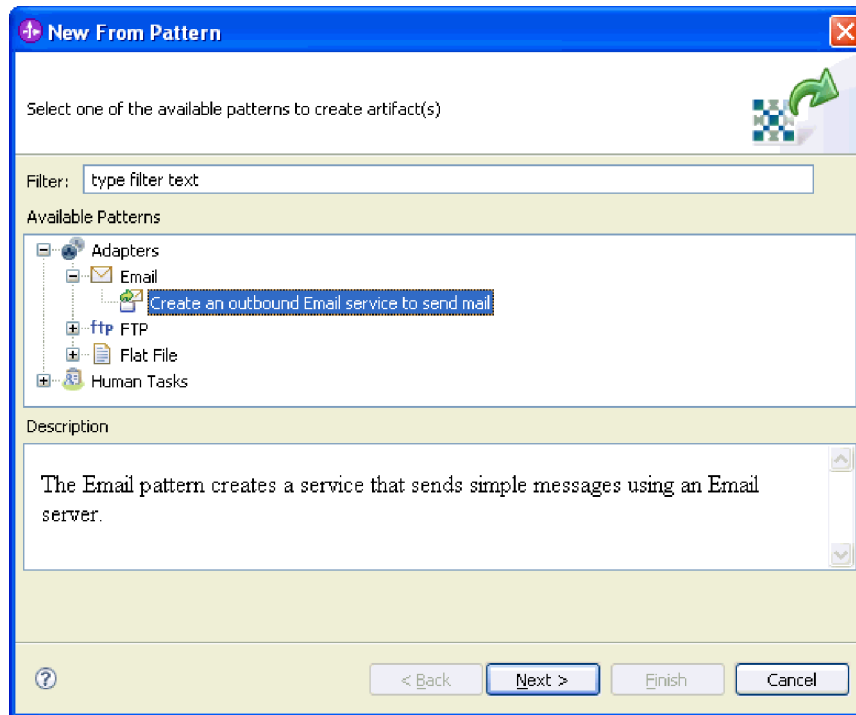 New From Pattern
Select one of the available patterns to create artifact(s)
Filter: type filter text
Available Patterns
Adapters
Email
Create an outbound Email service to send mail
ftp FTP
Flat File
Human Tasks
Description
The Email pattern creates a service that sends simple messages using an Email
server.
? < Back Next > Finish Cancel